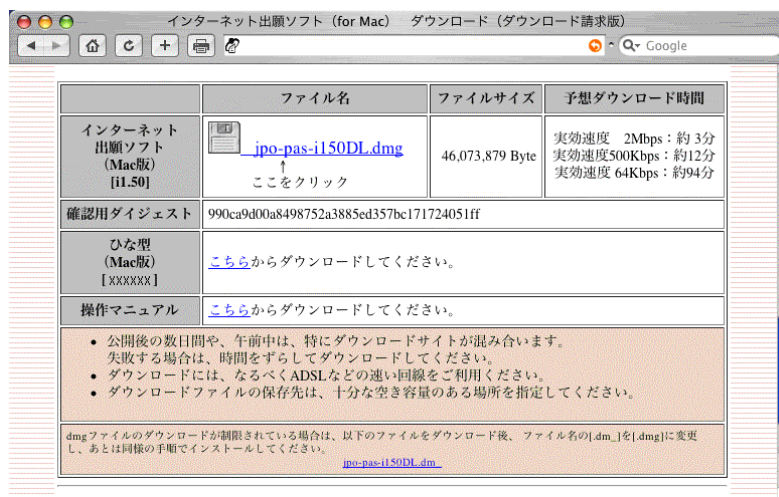 インターネット出願ソフト（for Mac）　ダウンロード（ダウンロード請求版）
Google
ファイル名
ファイルサイズ
予想ダウンロード時間
インターネット
出願ソフト
（Mac版）
[i1.50]
jpo-pas-i150DL.dmg
↑
ここをクリック
46,073,879 Byte
実効速度　2Mbps：約 3分
実効速度500Kbps：約12分
実効速度 64Kbps：約94分
確認用ダイジェスト
990ca9d00a8498752a3885ed357bc171724051ff
ひな型
（Mac版）
[xxxxxx]
こちらからダウンロードしてください。
操作マニュアル
こちらからダウンロードしてください。
• 公開後の数日間や、午前中は、特にダウンロードサイトが混み合います。
失敗する場合は、時間をずらしてダウンロードしてください。
• ダウンロードには、なるべくADSLなどの速い回線をご利用ください。
• ダウンロードファイルの保存先は、十分な空き容量のある場所を指定してください。
dmgファイルのダウンロードが制限されている場合は、以下のファイルをダウンロード後、ファイル名の[.dm_]を[.dmg]に変更
し、あとは同様の手順でインストールしてください。
jpo-pas-i150DL.dm_